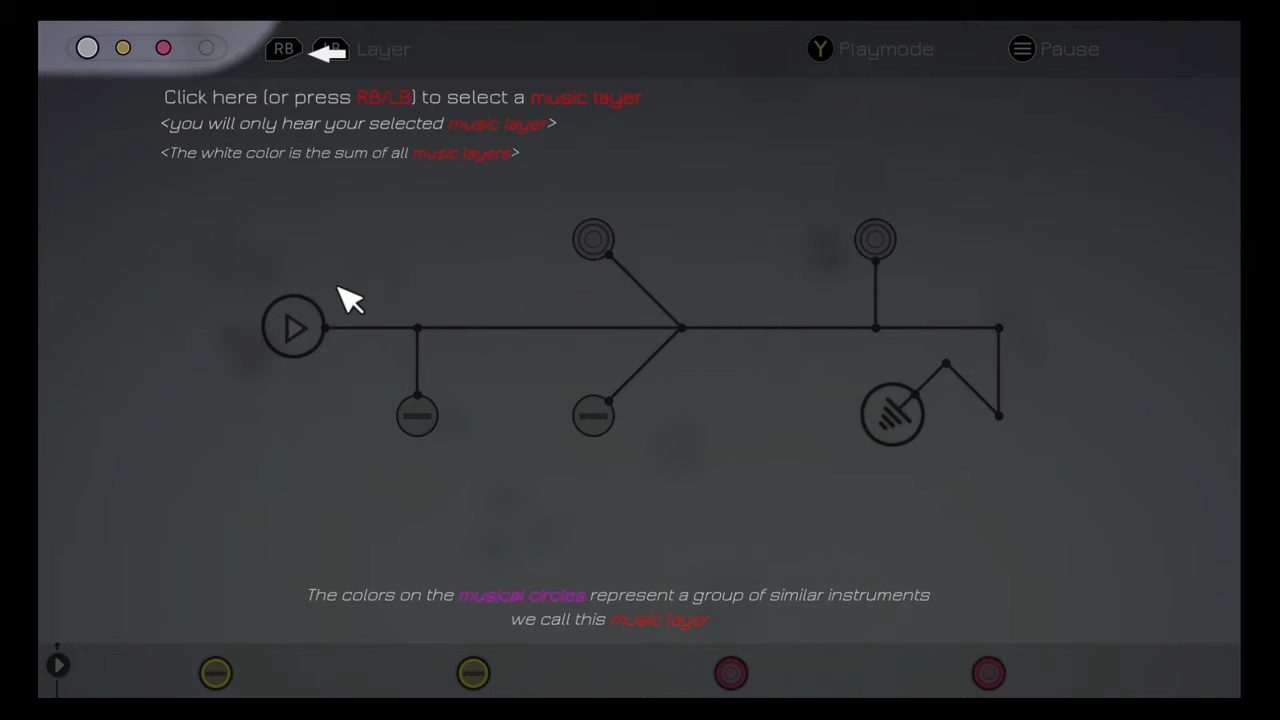 RB LB Layer
Y Playmode
Pause
Click here (or press RB/LB) to select a music layer
<you will only hear your selected music layer>
<The white color is the sum of all music layers>
The colors on the musical circles represent a group of similar instruments
we call this music layer